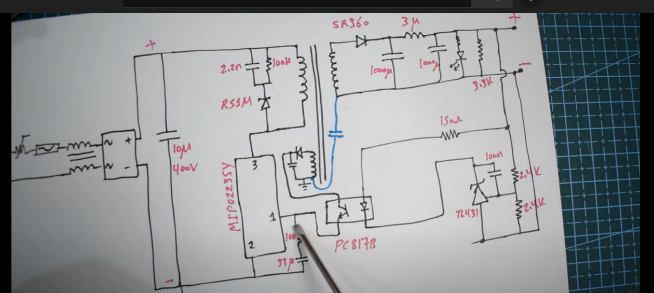 SR360
3µ
+
+
2.2n
100k
1000µ
1000µ
-
RS1M
3.3K
150Ω
+
-
10µ
400V
3
MIP02235Y
1
2
100n
2.4K
TL431
2.4K
PC817B
33µ
-